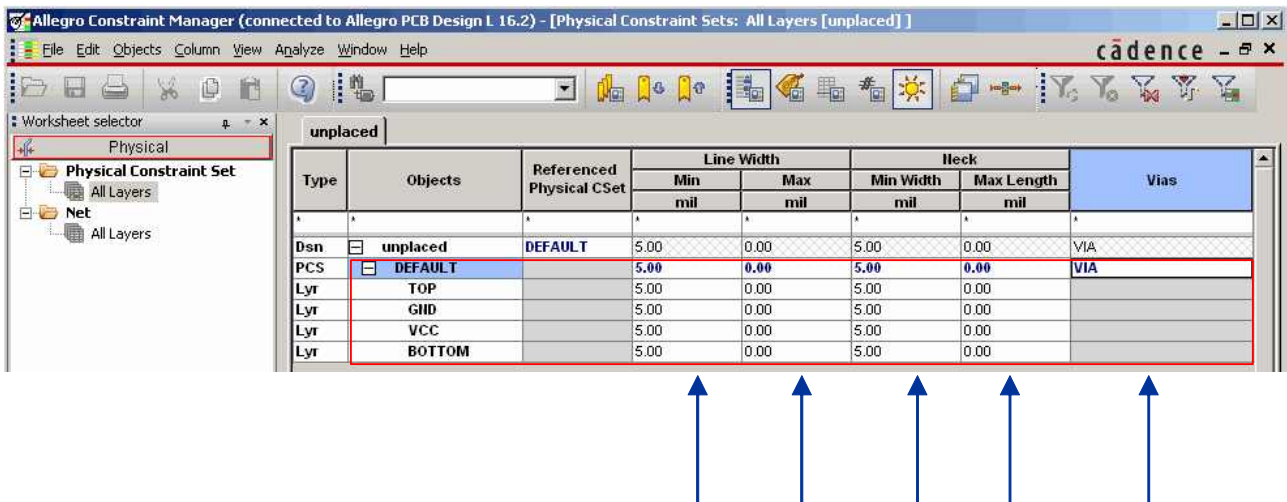 Allegro Constraint Manager (connected to Allegro PCB Design L 16.2) - [Physical Constraint Sets: All Layers [unplaced] ]
File Edit Objects Column View Analyze Window Help cādence
Worksheet selector
unplaced
Physical
Physical Constraint Set
All Layers
Net
All Layers
Type Objects Referenced Physical CSet Line Width Neck Vias
Min Max Min Width Max Length
mil mil mil mil
* * * * * * * *
Dsn unplaced DEFAULT 5.00 0.00 5.00 0.00 VIA
PCS DEFAULT 5.00 0.00 5.00 0.00 VIA
Lyr TOP 5.00 0.00 5.00 0.00
Lyr GND 5.00 0.00 5.00 0.00
Lyr VCC 5.00 0.00 5.00 0.00
Lyr BOTTOM 5.00 0.00 5.00 0.00